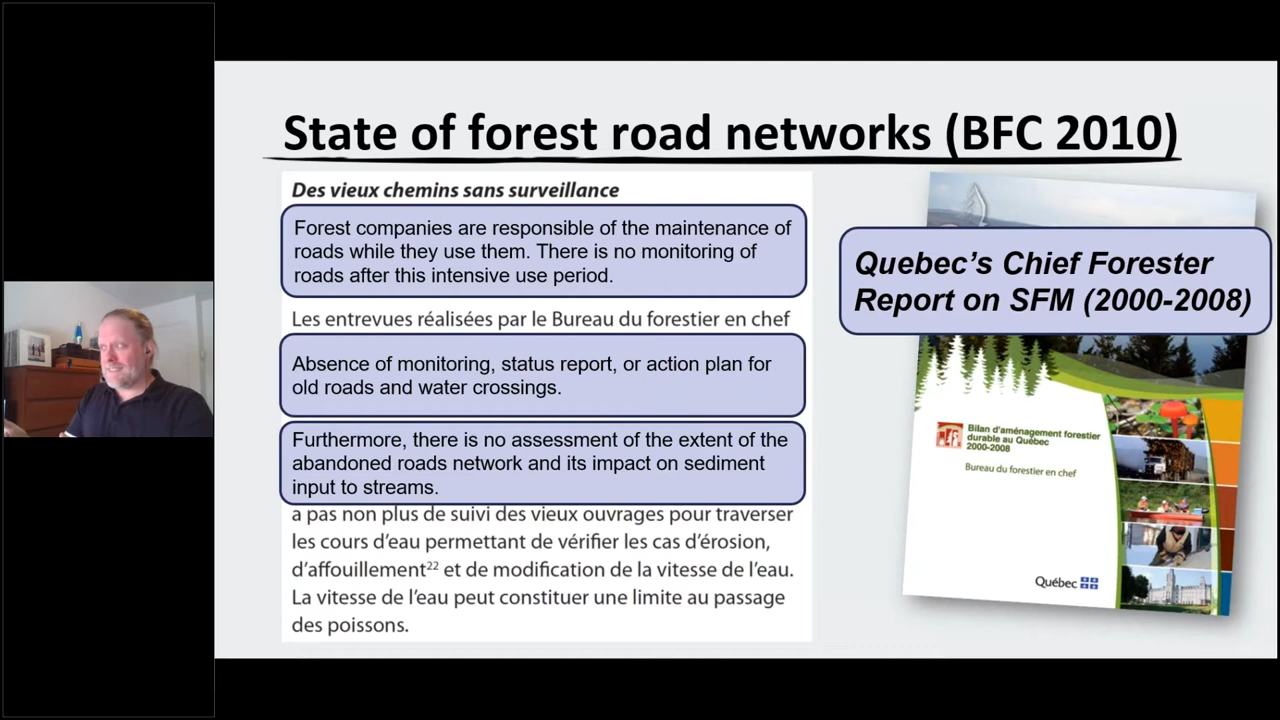 State of forest road networks (BFC 2010)
Des vieux chemins sans surveillance
Forest companies are responsible of the maintenance of
roads while they use them. There is no monitoring of
roads after this intensive use period.
Les entrevues réalisées par le Bureau du forestier en chef
Absence of monitoring, status report, or action plan for
old roads and water crossings.
Furthermore, there is no assessment of the extent of the
abandoned roads network and its impact on sediment
input to streams.
a pas non plus de suivi des vieux ouvrages pour traverser
les cours d'eau permettant de vérifier les cas d'érosion,
d'affouillement22 et de modification de la vitesse de l'eau.
La vitesse de l'eau peut constituer une limite au passage
des poissons.
Quebec's Chief Forester
Report on SFM (2000-2008)
Bilan d'aménagement forestier
durable au Québec
2000-2008
Bureau du forestier en chef
Québec